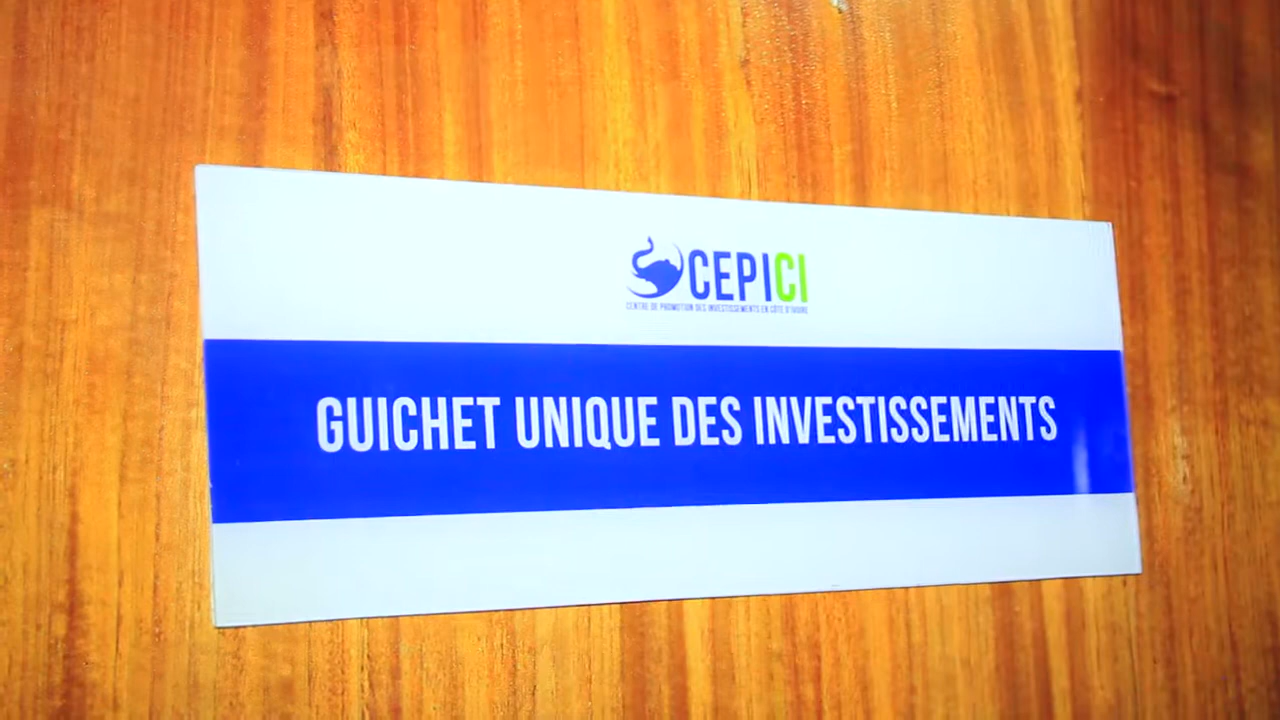 CEPICI
CENTRE DE PROMOTION DES INVESTISSEMENTS EN CÔTE D'IVOIRE
GUICHET UNIQUE DES INVESTISSEMENTS